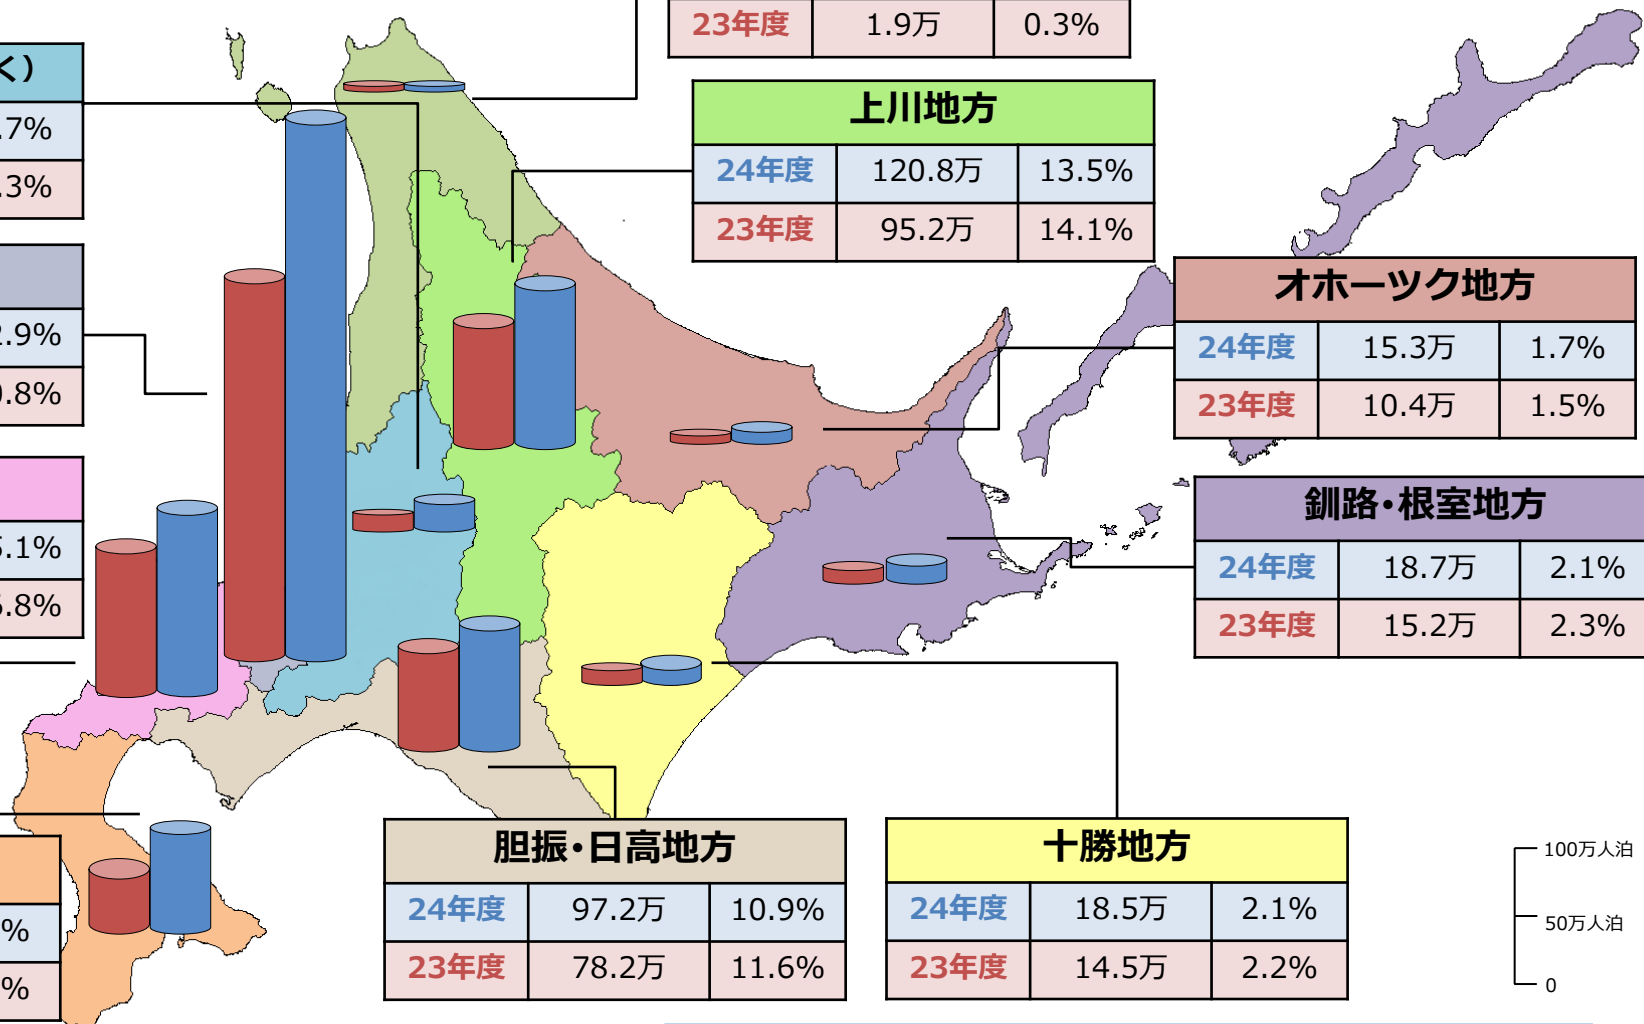 23年度 1.9万 0.3%
く）
.7%
.3%
上川地方
24年度 120.8万 13.5%
23年度 95.2万 14.1%
.9%
.8%
オホーツク地方
24年度 15.3万 1.7%
23年度 10.4万 1.5%
.1%
.8%
釧路・根室地方
24年度 18.7万 2.1%
23年度 15.2万 2.3%
%
%
胆振・日高地方
24年度 97.2万 10.9%
23年度 78.2万 11.6%
十勝地方
24年度 18.5万 2.1%
23年度 14.5万 2.2%
100万人泊
50万人泊
0